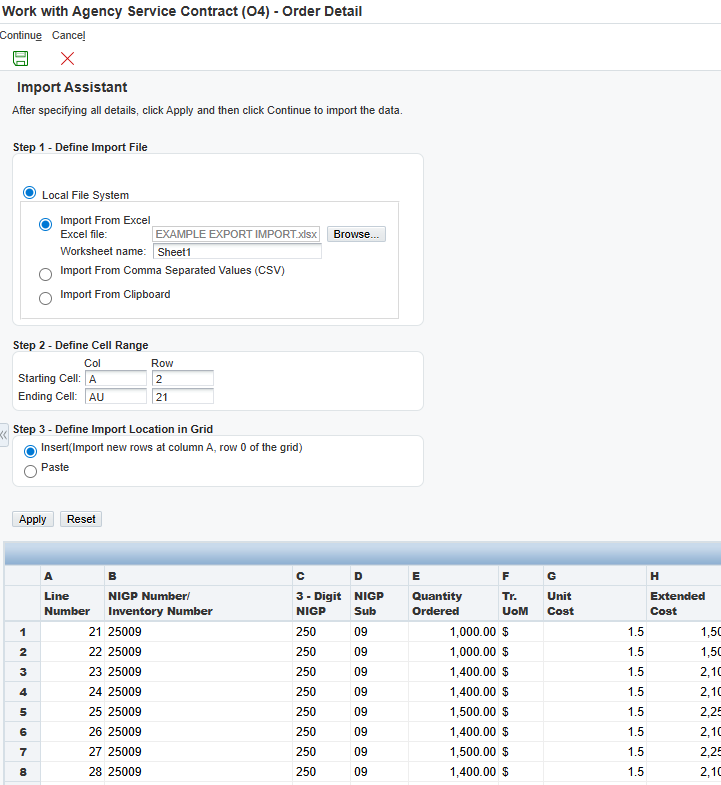 Work with Agency Service Contract (O4) - Order Detail
Continue Cancel
Import Assistant
After specifying all details, click Apply and then click Continue to import the data.
Step 1 - Define Import File
Local File System
Import From Excel
Excel file: EXAMPLE EXPORT IMPORT.xlsx Browse...
Worksheet name: Sheet1
Import From Comma Separated Values (CSV)
Import From Clipboard
Step 2 - Define Cell Range
Col Row
Starting Cell: A 2
Ending Cell: AU 21
Step 3 - Define Import Location in Grid
Insert(Import new rows at column A, row 0 of the grid)
Paste
Apply Reset
A B C D E F G H
Line NIGP Number/ 3 - Digit NIGP Quantity Tr. Unit Extended
Number Inventory Number NIGP Sub Ordered UoM Cost Cost
1 21 25009 250 09 1,000.00 $ 1.5 1,50
2 22 25009 250 09 1,000.00 $ 1.5 1,50
3 23 25009 250 09 1,400.00 $ 1.5 2,10
4 24 25009 250 09 1,400.00 $ 1.5 2,10
5 25 25009 250 09 1,500.00 $ 1.5 2,25
6 26 25009 250 09 1,400.00 $ 1.5 2,10
7 27 25009 250 09 1,500.00 $ 1.5 2,25
8 28 25009 250 09 1,400.00 $ 1.5 2,10